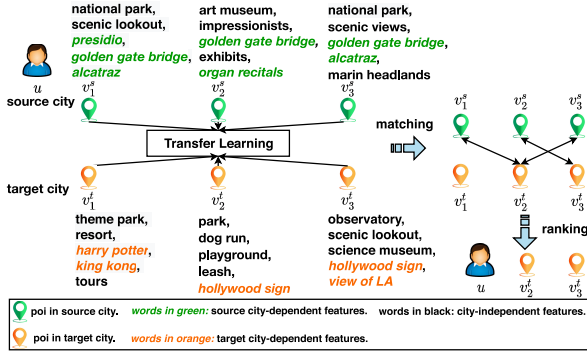 national park,
scenic lookout,
presidio,
golden gate bridge,
alcatraz
art museum,
impressionists,
golden gate bridge,
exhibits,
organ recitals
national park,
scenic views,
golden gate bridge,
alcatraz,
marin headlands
u
source city
v₁ˢ
v₂ˢ
v₃ˢ
Transfer Learning
target city
v₁ᵗ
v₂ᵗ
v₃ᵗ
theme park,
resort,
harry potter,
king kong,
tours
park,
dog run,
playground,
leash,
hollywood sign
observatory,
scenic lookout,
science museum,
hollywood sign,
view of LA
matching
v₁ˢ
v₂ˢ
v₃ˢ
v₁ᵗ
v₂ᵗ
v₃ᵗ
ranking
u
v₂ᵗ
v₃ᵗ
poi in source city. words in green: source city-dependent features. words in black: city-independent features.
poi in target city. words in orange: target city-dependent features.